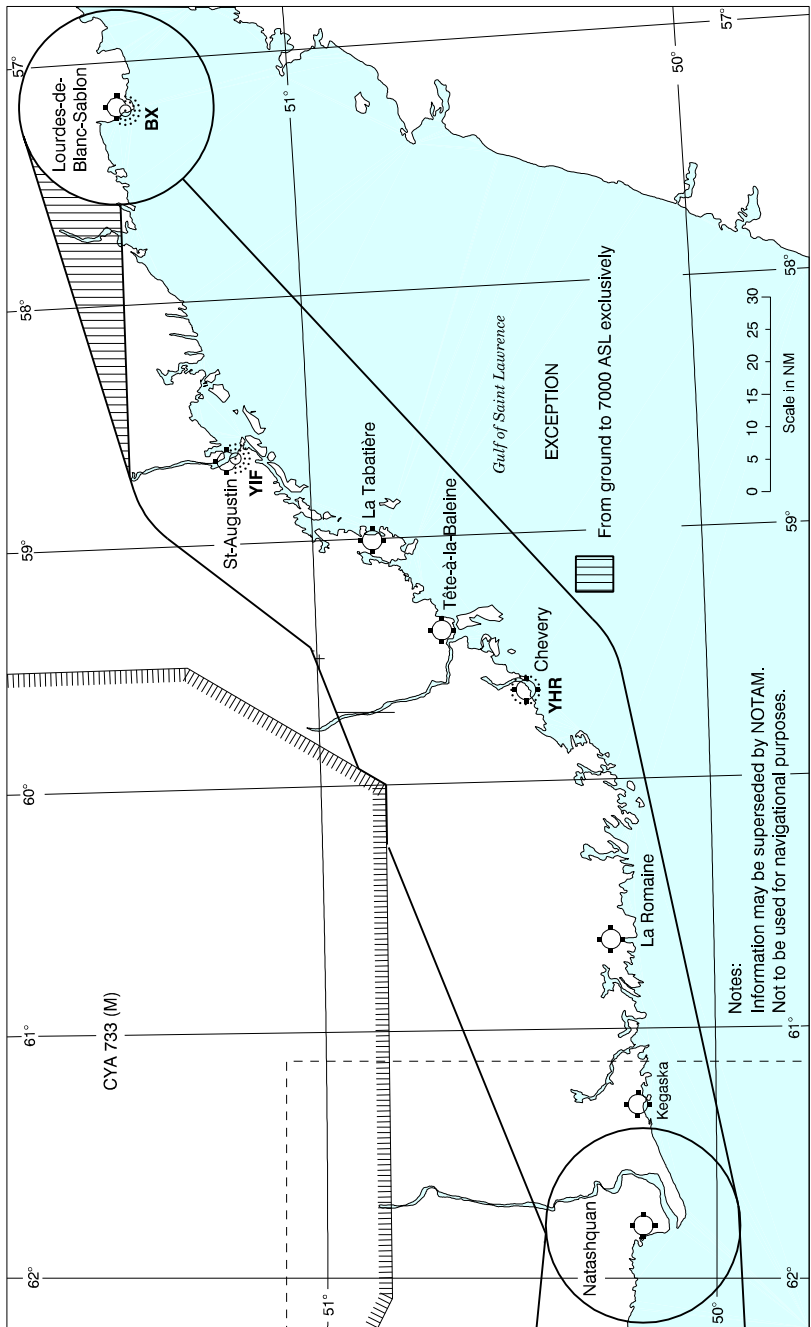 57°
58°
59°
60°
61°
62°
CYA 733 (M)
Lourdes-de-
Blanc-Sablon
BX
St-Augustin
YIF
La Tabatière
Tête-à-la-Baleine
Chevery
YHR
La Romaine
Kegaska
Natashquan
51°
51°
Gulf of Saint Lawrence
EXCEPTION
From ground to 7000 ASL exclusively
0 5 10 15 20 25 30
Scale in NM
Notes:
Information may be superseded by NOTAM.
Not to be used for navigational purposes.
50°
50°
57°
58°
59°
60°
61°
62°